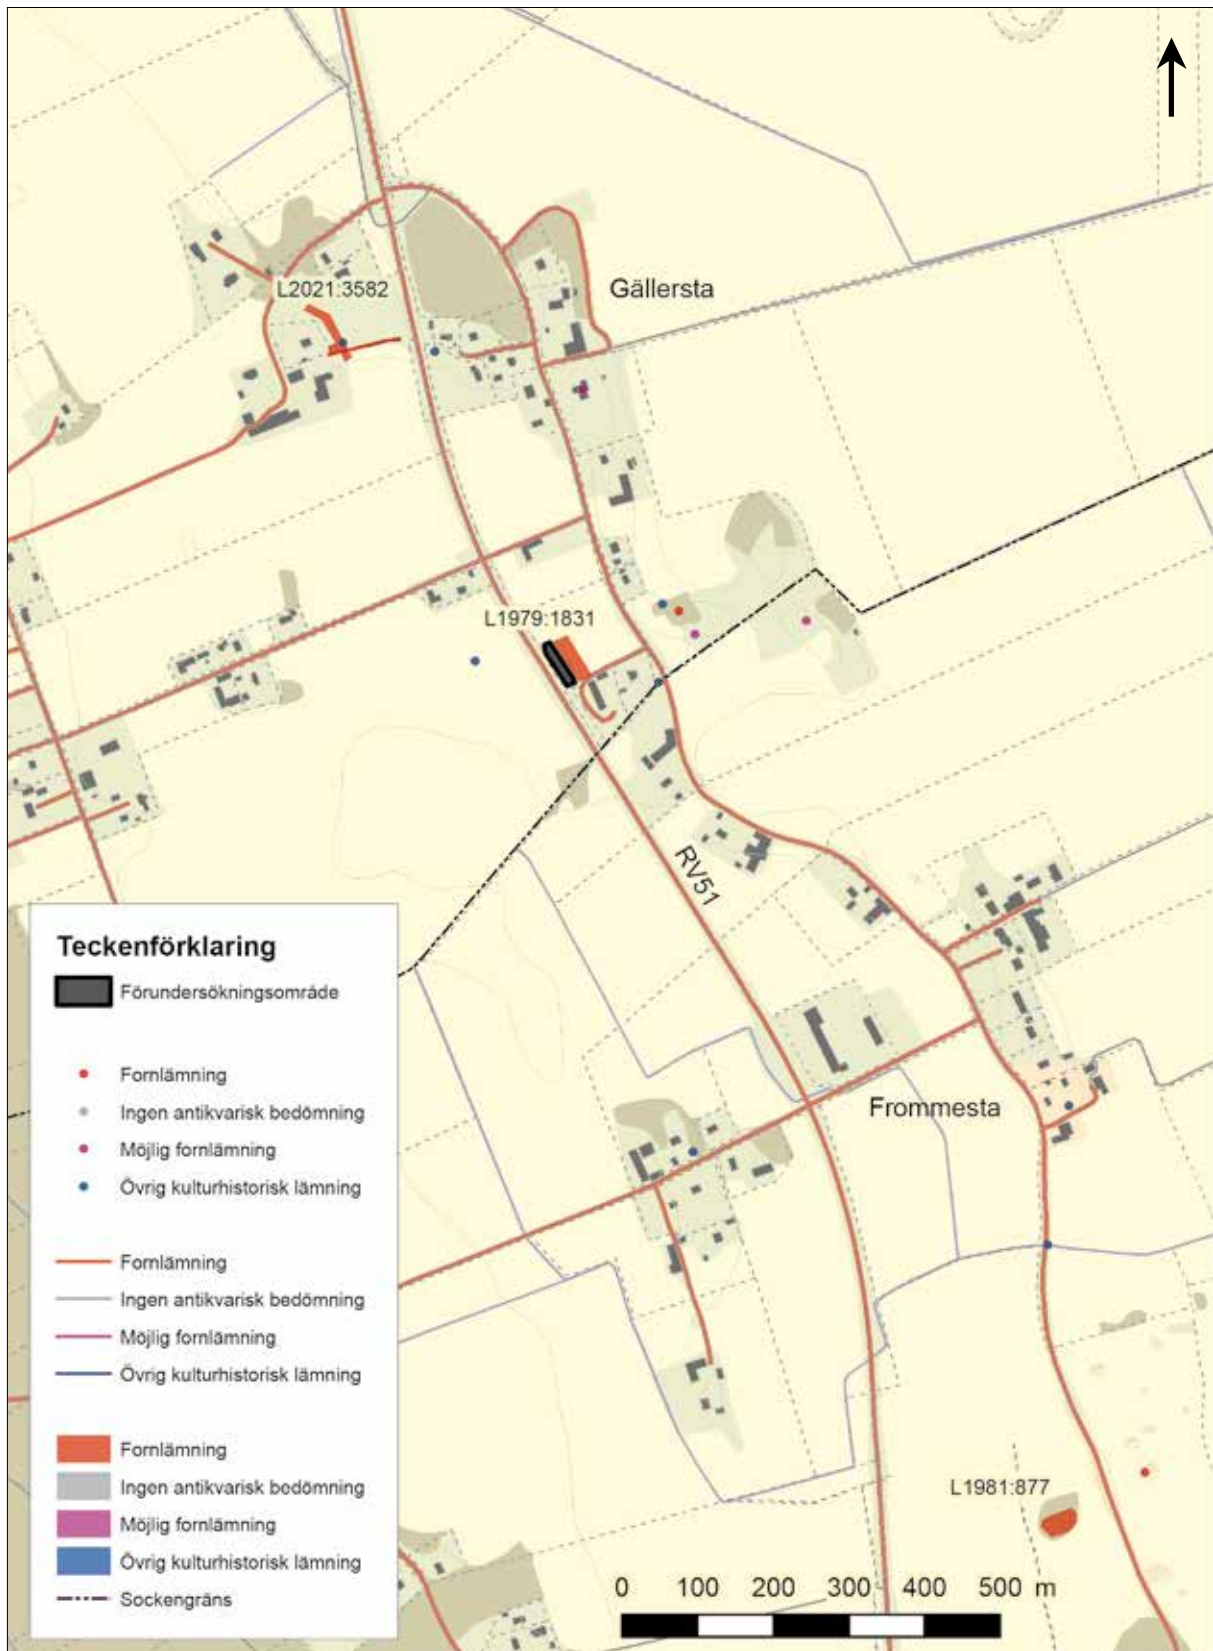 L2021:3582
Gällersta
L1979:1831
RV51
Frommesta
L1981:877
Teckenförklaring
Förundersökningsområde
Fornlämning
Ingen antikvarisk bedömning
Möjlig fornlämning
Övrig kulturhistorisk lämning
Fornlämning
Ingen antikvarisk bedömning
Möjlig fornlämning
Övrig kulturhistorisk lämning
Fornlämning
Ingen antikvarisk bedömning
Möjlig fornlämning
Övrig kulturhistorisk lämning
Sockengräns
0 100 200 300 400 500 m